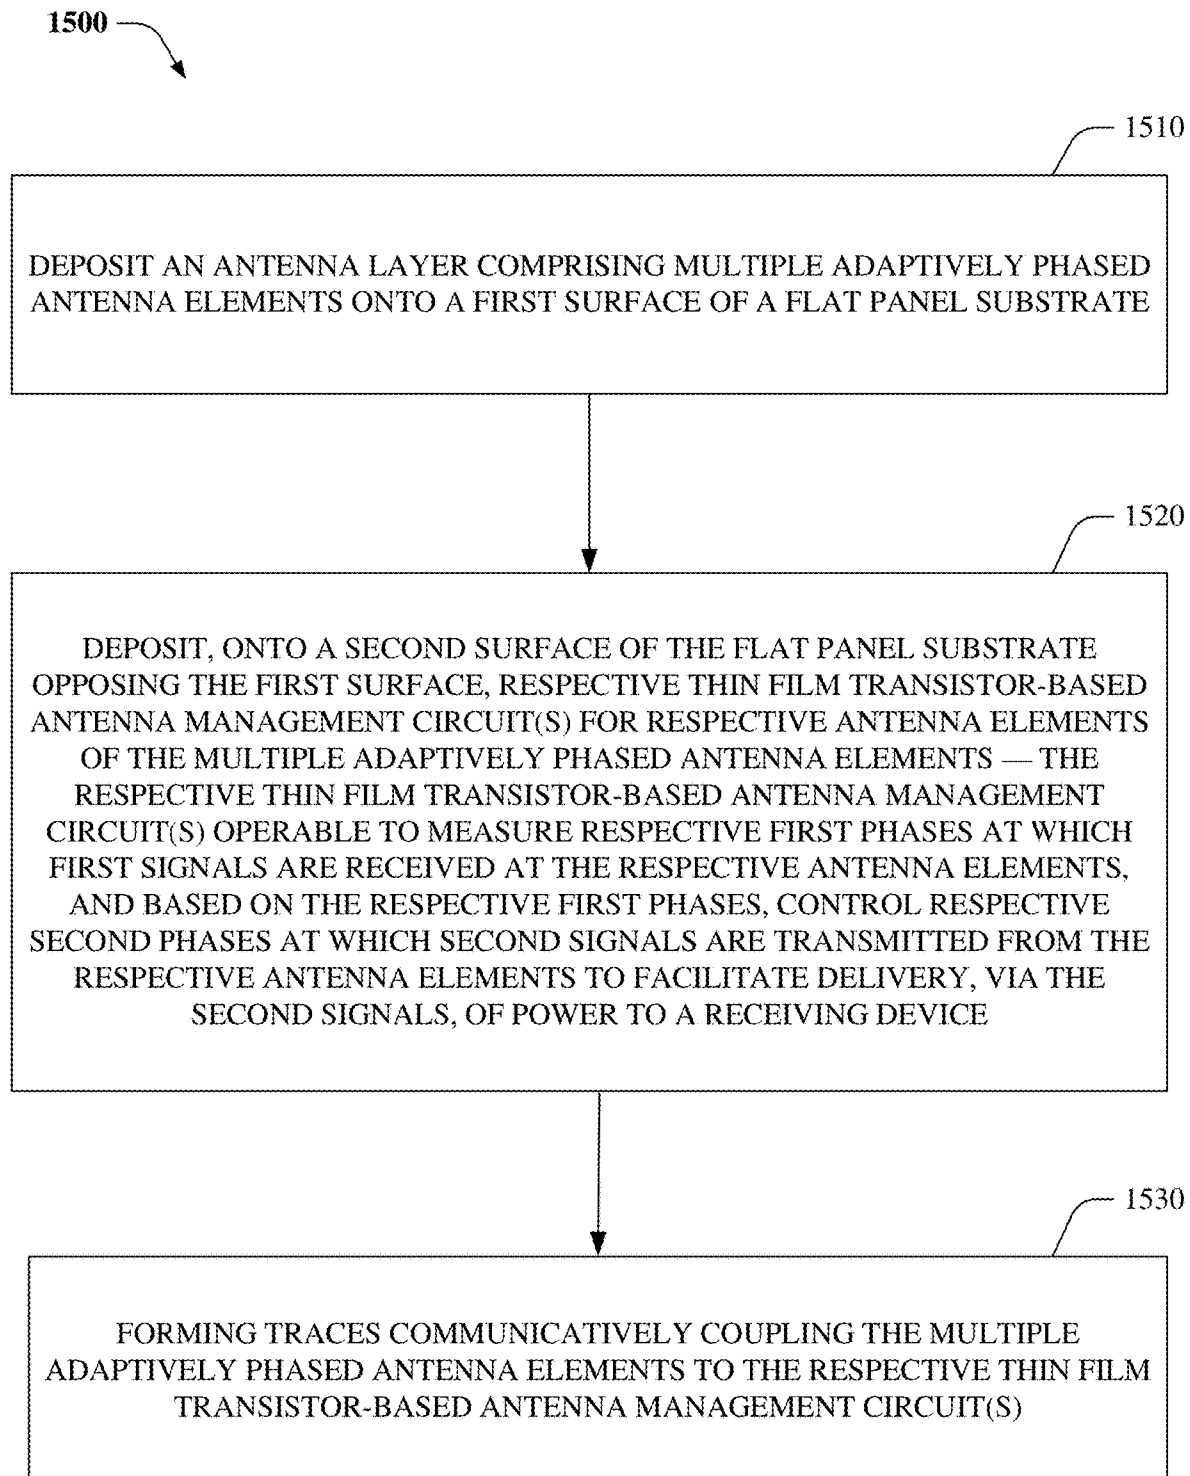 1500
1510
DEPOSIT AN ANTENNA LAYER COMPRISING MULTIPLE ADAPTIVELY PHASED
ANTENNA ELEMENTS ONTO A FIRST SURFACE OF A FLAT PANEL SUBSTRATE
1520
DEPOSIT, ONTO A SECOND SURFACE OF THE FLAT PANEL SUBSTRATE
OPPOSING THE FIRST SURFACE, RESPECTIVE THIN FILM TRANSISTOR-BASED
ANTENNA MANAGEMENT CIRCUIT(S) FOR RESPECTIVE ANTENNA ELEMENTS
OF THE MULTIPLE ADAPTIVELY PHASED ANTENNA ELEMENTS — THE
RESPECTIVE THIN FILM TRANSISTOR-BASED ANTENNA MANAGEMENT
CIRCUIT(S) OPERABLE TO MEASURE RESPECTIVE FIRST PHASES AT WHICH
FIRST SIGNALS ARE RECEIVED AT THE RESPECTIVE ANTENNA ELEMENTS,
AND BASED ON THE RESPECTIVE FIRST PHASES, CONTROL RESPECTIVE
SECOND PHASES AT WHICH SECOND SIGNALS ARE TRANSMITTED FROM THE
RESPECTIVE ANTENNA ELEMENTS TO FACILITATE DELIVERY, VIA THE
SECOND SIGNALS, OF POWER TO A RECEIVING DEVICE
1530
FORMING TRACES COMMUNICATIVELY COUPLING THE MULTIPLE
ADAPTIVELY PHASED ANTENNA ELEMENTS TO THE RESPECTIVE THIN FILM
TRANSISTOR-BASED ANTENNA MANAGEMENT CIRCUIT(S)